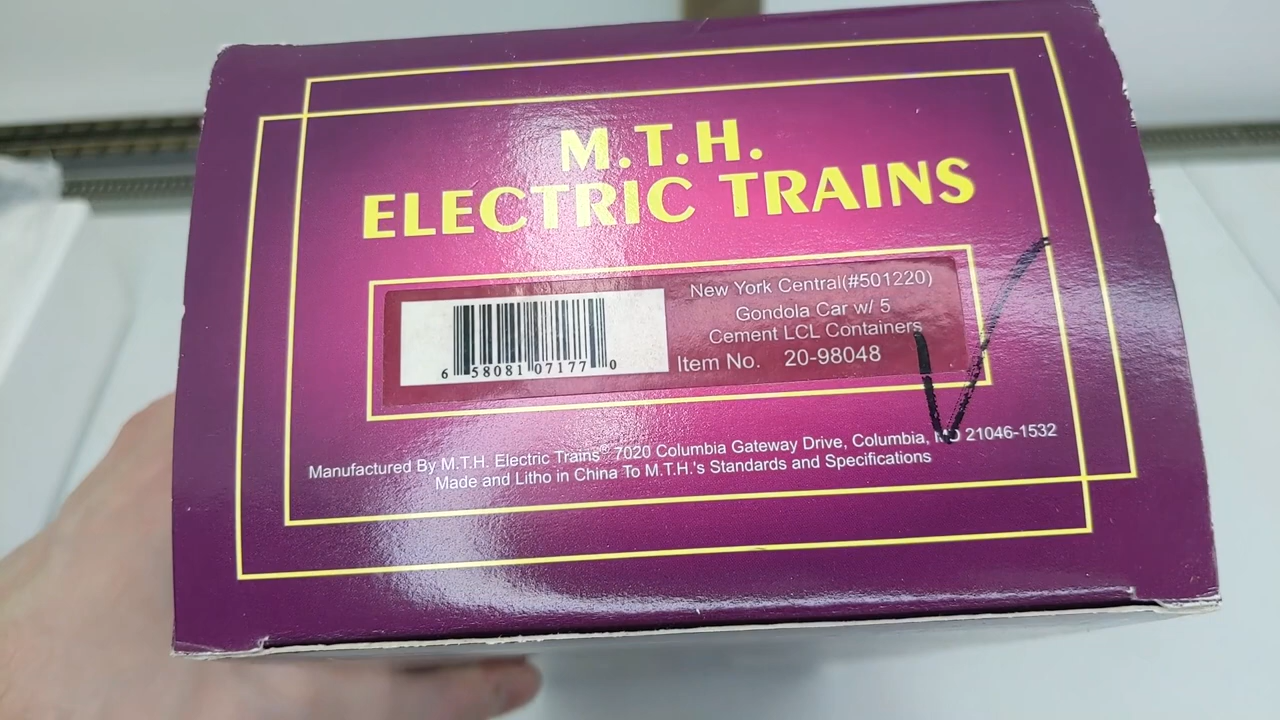 M.T.H.
ELECTRIC TRAINS
New York Central(#501220)
Gondola Car w/ 5
Cement LCL Containers
Item No. 20-98048
6 58081 07177 0
Manufactured By M.T.H. Electric Trains® 7020 Columbia Gateway Drive, Columbia, MD 21046-1532
Made and Litho in China To M.T.H.'s Standards and Specifications